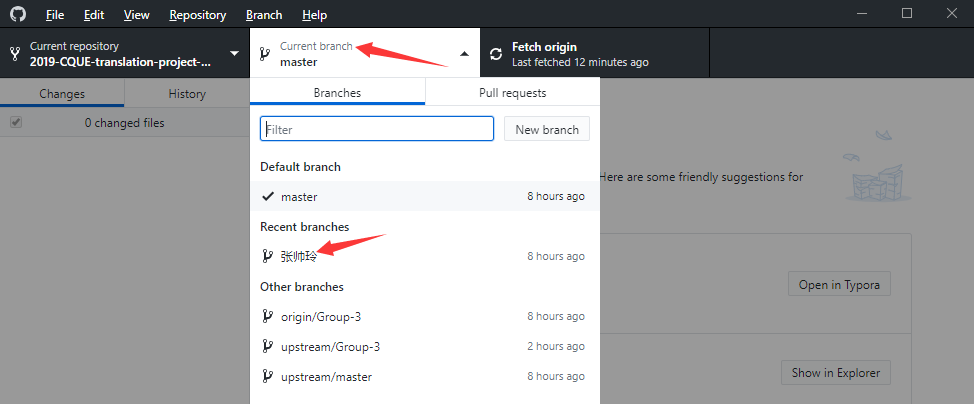 File Edit View Repository Branch Help
Current repository
2019-CQUE-translation-project-...
Current branch
master
Fetch origin
Last fetched 12 minutes ago
Changes History
0 changed files
Branches Pull requests
Filter New branch
Default branch
master 8 hours ago
Recent branches
张帅玲 8 hours ago
Other branches
origin/Group-3 8 hours ago
upstream/Group-3 2 hours ago
upstream/master 8 hours ago
Here are some friendly suggestions for
Open in Typora
Show in Explorer